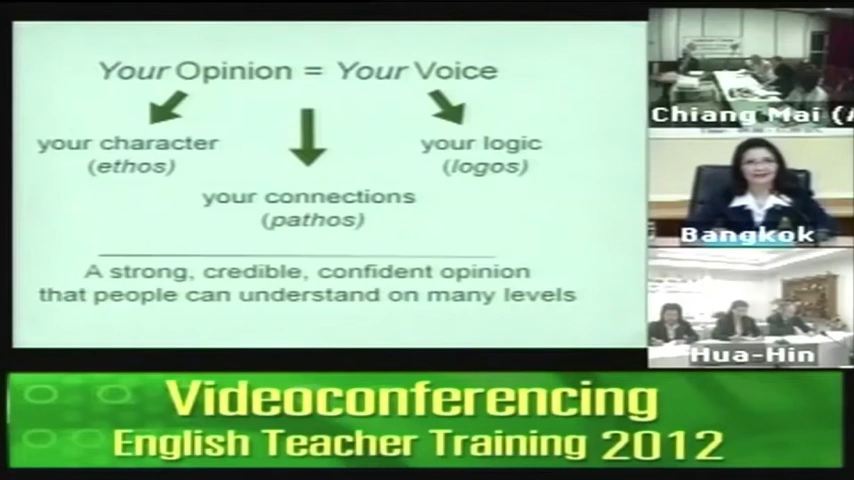 Your Opinion = Your Voice
your character
(ethos)
your logic
(logos)
your connections
(pathos)
A strong, credible, confident opinion
that people can understand on many levels
Chiang Mai (
Bangkok
Hua-Hin
Videoconferencing
English Teacher Training 2012